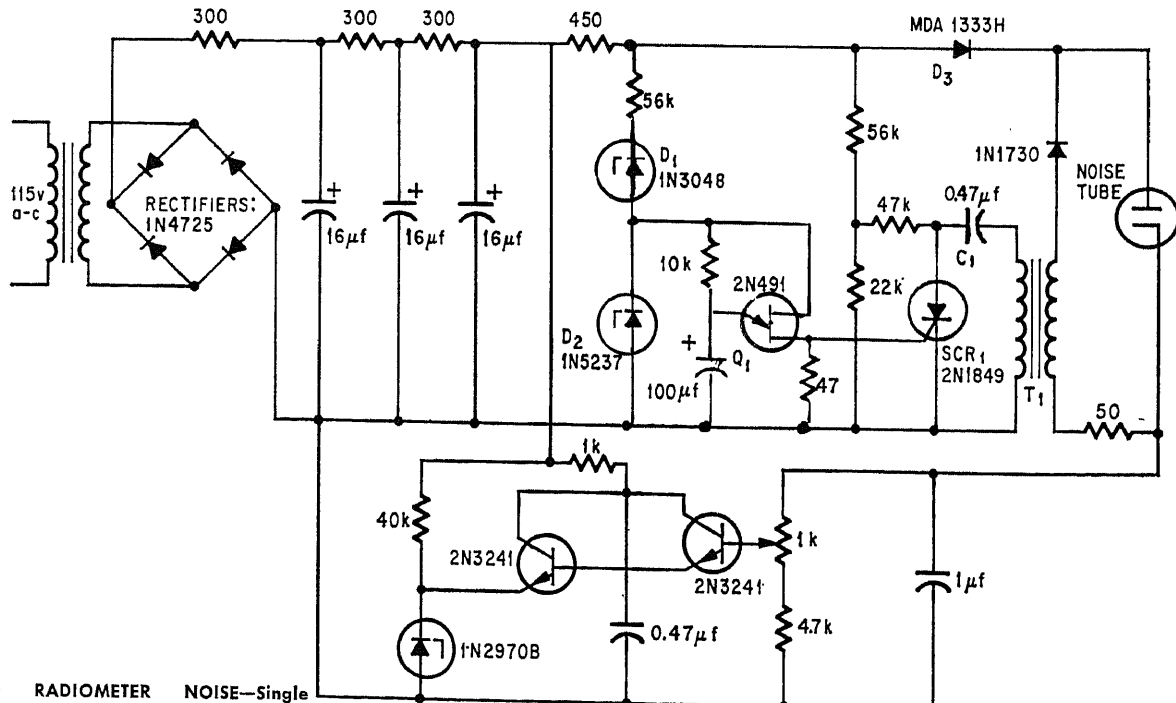 300
300
300
450
MDA 1333H
D3
56k
D1
1N3048
56k
1N1730
NOISE
TUBE
115v
a-c
RECTIFIERS:
1N4725
+
16μf
+
16μf
+
16μf
47k
0.47μf
C1
10k
2N491
22k
D2
1N5237
+
100μf
Q1
47
SCR1
2N1849
T1
50
1k
40k
2N3241
2N3241
1k
1μf
4.7k
0.47μf
1N2970B
RADIOMETER NOISE—Single